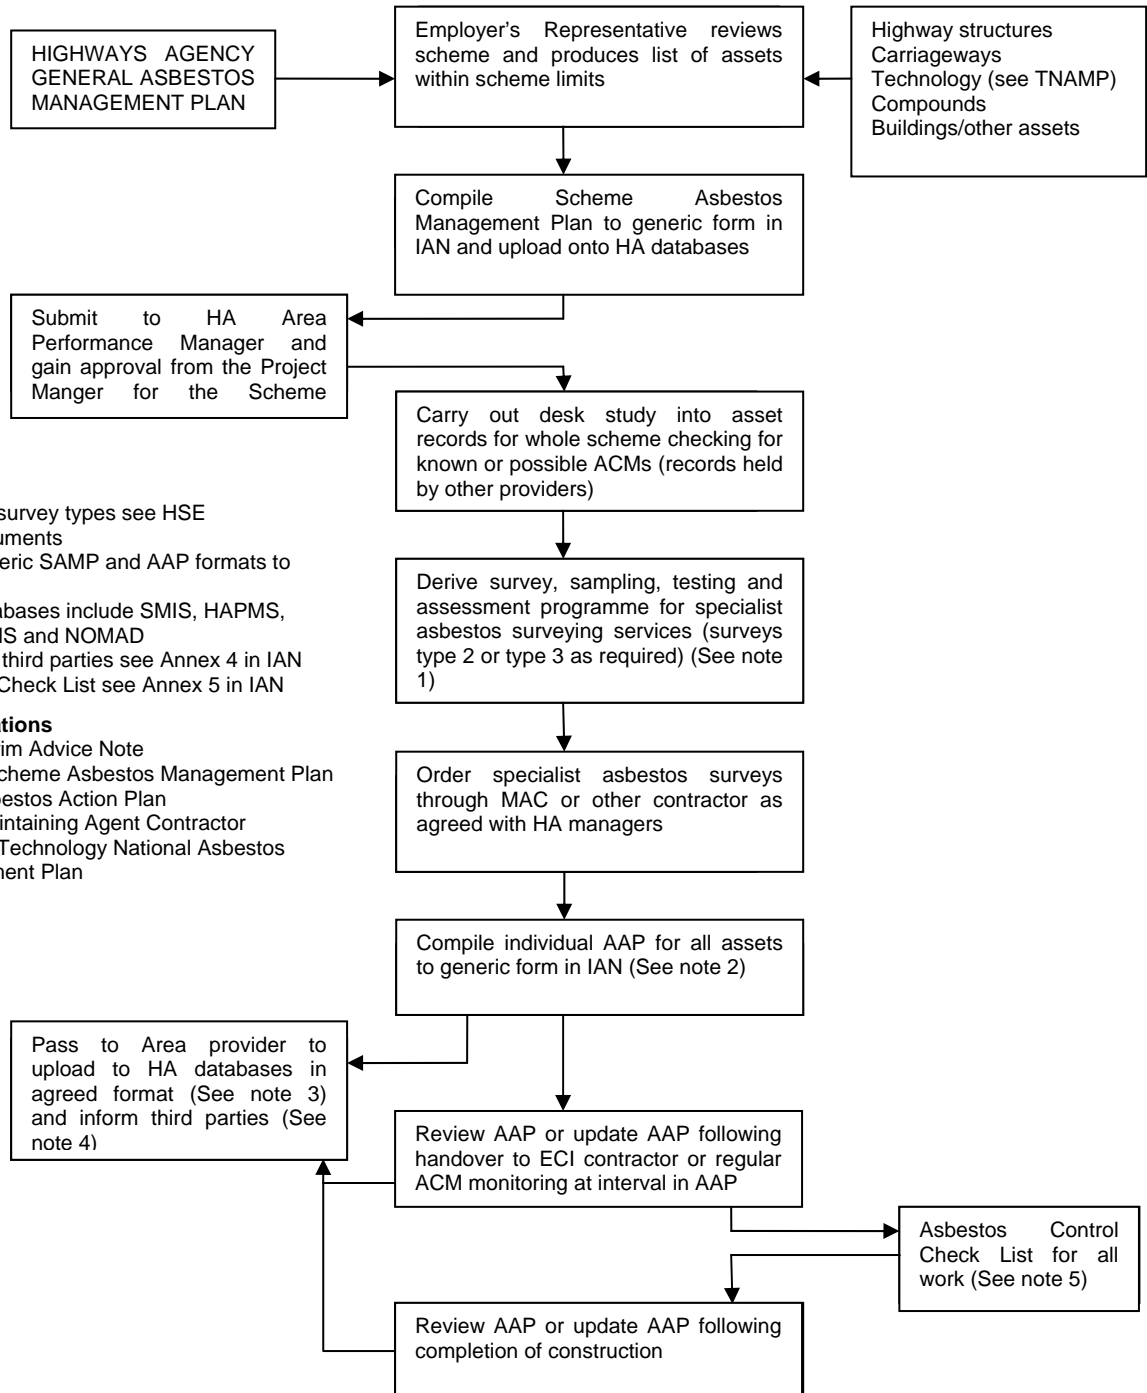 HIGHWAYS AGENCY
GENERAL ASBESTOS
MANAGEMENT PLAN
Employer's Representative reviews
scheme and produces list of assets
within scheme limits
Highway structures
Carriageways
Technology (see TNAMP)
Compounds
Buildings/other assets
Compile Scheme Asbestos
Management Plan to generic form in
IAN and upload onto HA databases
Submit to HA Area
Performance Manager and
gain approval from the Project
Manger for the Scheme
Carry out desk study into asset
records for whole scheme checking for
known or possible ACMs (records held
by other providers)
survey types see HSE
uments
eric SAMP and AAP formats to
abases include SMIS, HAPMS,
IS and NOMAD
third parties see Annex 4 in IAN
Check List see Annex 5 in IAN
ations
rim Advice Note
cheme Asbestos Management Plan
bestos Action Plan
intaining Agent Contractor
Technology National Asbestos
ment Plan
Derive survey, sampling, testing and
assessment programme for specialist
asbestos surveying services (surveys
type 2 or type 3 as required) (See note
1)
Order specialist asbestos surveys
through MAC or other contractor as
agreed with HA managers
Compile individual AAP for all assets
to generic form in IAN (See note 2)
Pass to Area provider to
upload to HA databases in
agreed format (See note 3)
and inform third parties (See
note 4)
Review AAP or update AAP following
handover to ECI contractor or regular
ACM monitoring at interval in AAP
Asbestos Control
Check List for all
work (See note 5)
Review AAP or update AAP following
completion of construction